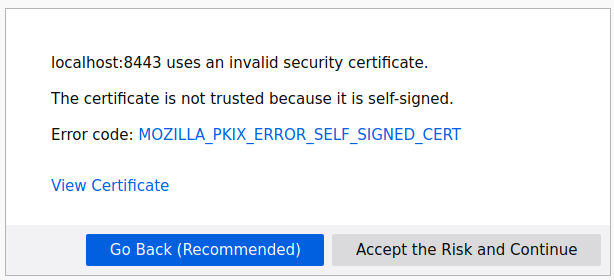 localhost:8443 uses an invalid security certificate.
The certificate is not trusted because it is self-signed.
Error code: MOZILLA_PKIX_ERROR_SELF_SIGNED_CERT
View Certificate
Go Back (Recommended)
Accept the Risk and Continue